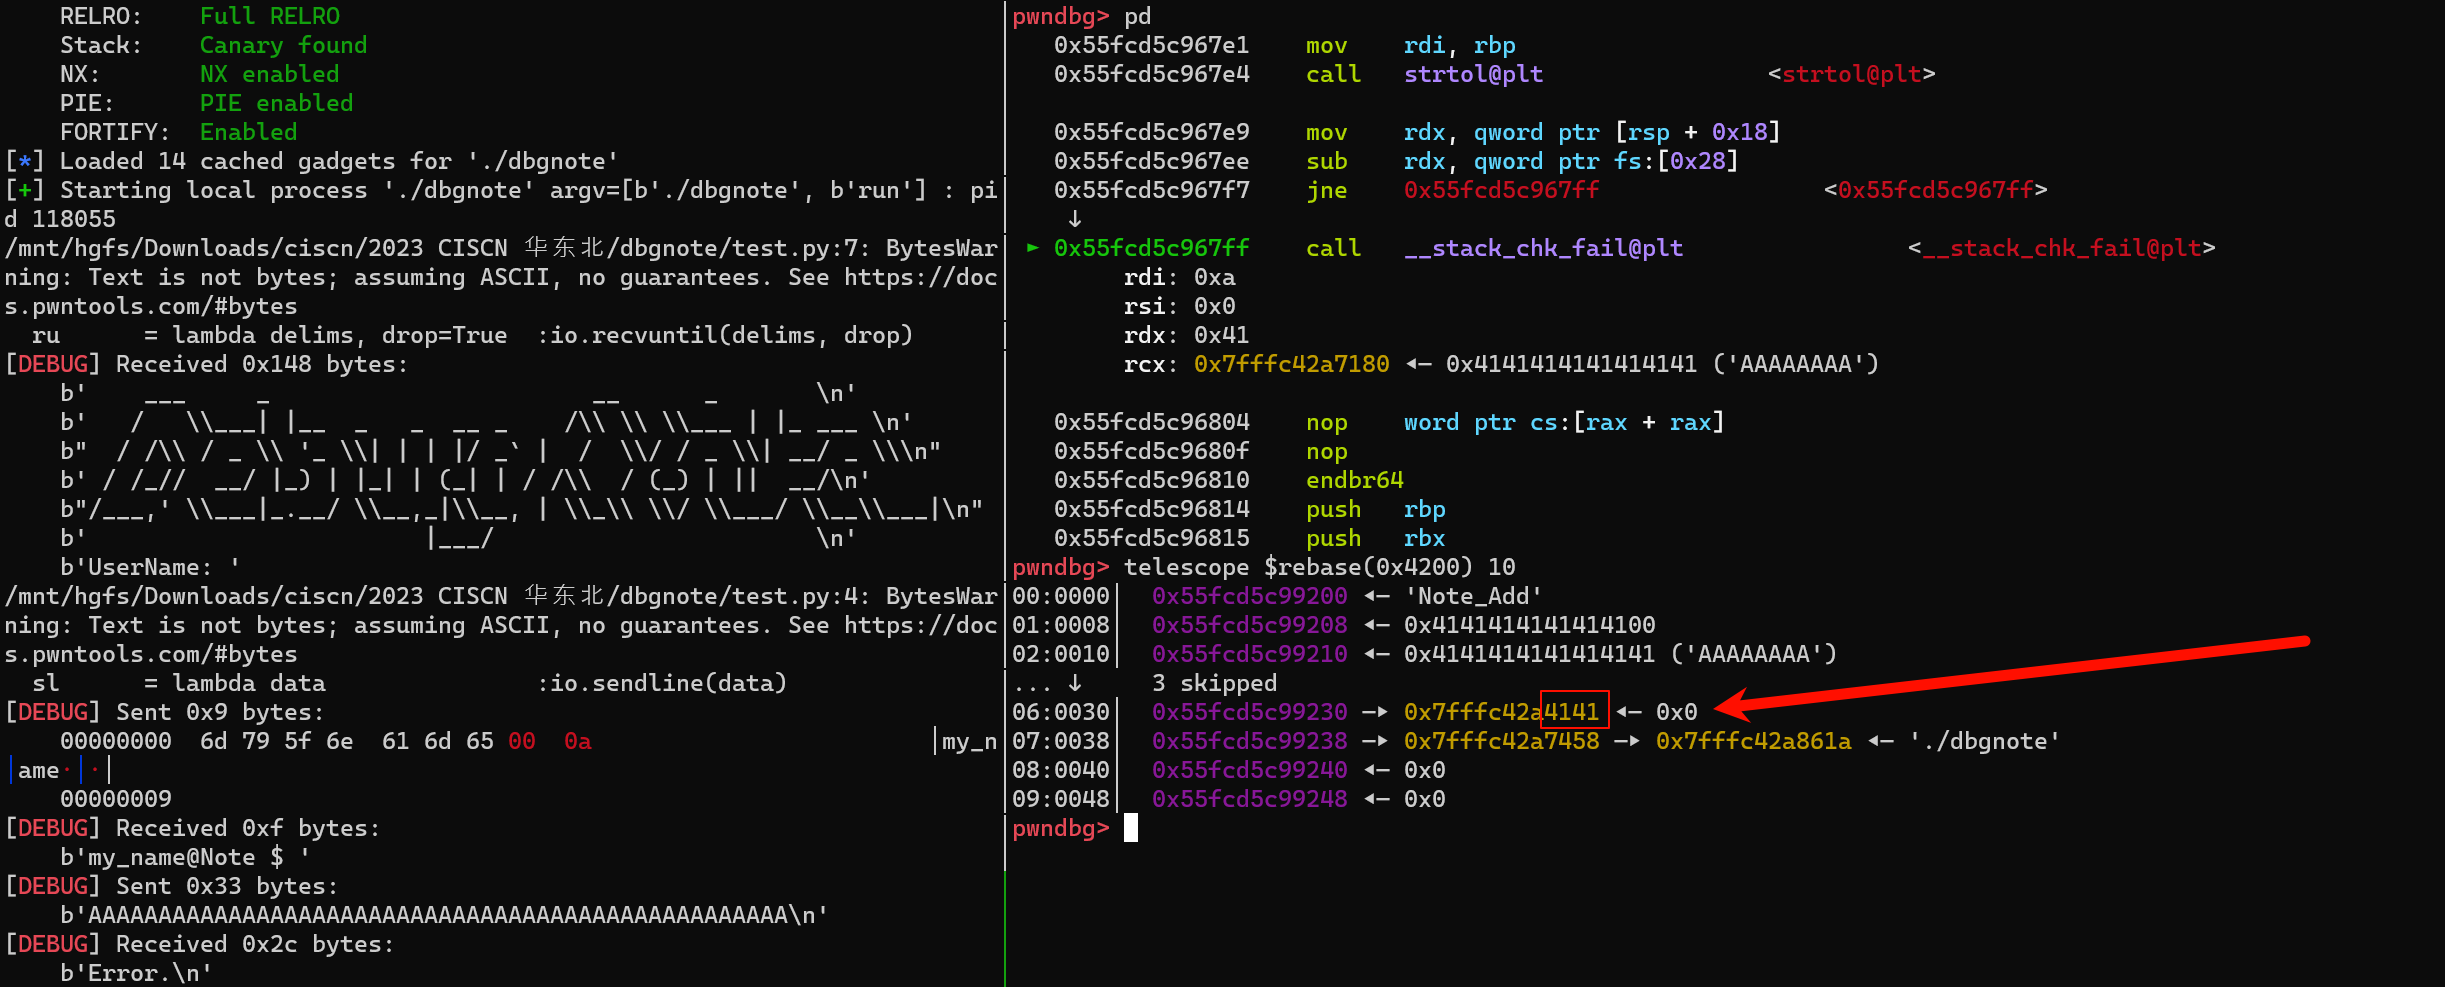 RELRO:    Full RELRO
    Stack:    Canary found
    NX:       NX enabled
    PIE:      PIE enabled
    FORTIFY:  Enabled
[*] Loaded 14 cached gadgets for './dbgnote'
[+] Starting local process './dbgnote' argv=[b'./dbgnote', b'run'] : pi
d 118055
/mnt/hgfs/Downloads/ciscn/2023 CISCN 华东北/dbgnote/test.py:7: BytesWar
ning: Text is not bytes; assuming ASCII, no guarantees. See https://doc
s.pwntools.com/#bytes
  ru      = lambda delims, drop=True  :io.recvuntil(delims, drop)
[DEBUG] Received 0x148 bytes:
    b'    ___     _                       __     _       \n'
    b'   /   \\___| |__  _   _  __ _    /\\ \\ \\___ | |_ ___ \n'
    b"  / /\\ / _ \\ '_ \\| | | |/ _` |  /  \\/ / _ \\| __/ _ \\\n"
    b' / /_//  __/ |_) | |_| | (_| | / /\\  / (_) | ||  __/\n'
    b"/___,' \\___|_.__/ \\__,_|\\__, | \\_\\ \\/ \\___/ \\__\\___|\n"
    b'                        |___/                       \n'
    b'UserName: '
/mnt/hgfs/Downloads/ciscn/2023 CISCN 华东北/dbgnote/test.py:4: BytesWar
ning: Text is not bytes; assuming ASCII, no guarantees. See https://doc
s.pwntools.com/#bytes
  sl      = lambda data               :io.sendline(data)
[DEBUG] Sent 0x9 bytes:
    00000000  6d 79 5f 6e  61 6d 65 00  0a                        │my_n
│ame·│·│
    00000009
[DEBUG] Received 0xf bytes:
    b'my_name@Note $ '
[DEBUG] Sent 0x33 bytes:
    b'AAAAAAAAAAAAAAAAAAAAAAAAAAAAAAAAAAAAAAAAAAAAAAAAAA\n'
[DEBUG] Received 0x2c bytes:
    b'Error.\n'
pwndbg> pd
   0x55fcd5c967e1    mov    rdi, rbp
   0x55fcd5c967e4    call   strtol@plt                <strtol@plt>
   0x55fcd5c967e9    mov    rdx, qword ptr [rsp + 0x18]
   0x55fcd5c967ee    sub    rdx, qword ptr fs:[0x28]
   0x55fcd5c967f7    jne    0x55fcd5c967ff                <0x55fcd5c967ff>
    ↓
 ► 0x55fcd5c967ff    call   __stack_chk_fail@plt                <__stack_chk_fail@plt>
        rdi: 0xa
        rsi: 0x0
        rdx: 0x41
        rcx: 0x7fffc42a7180 ◂— 0x4141414141414141 ('AAAAAAAA')
   0x55fcd5c96804    nop    word ptr cs:[rax + rax]
   0x55fcd5c9680f    nop
   0x55fcd5c96810    endbr64
   0x55fcd5c96814    push   rbp
   0x55fcd5c96815    push   rbx
pwndbg> telescope $rebase(0x4200) 10
00:0000│  0x55fcd5c99200 ◂— 'Note_Add'
01:0008│  0x55fcd5c99208 ◂— 0x4141414141414100
02:0010│  0x55fcd5c99210 ◂— 0x4141414141414141 ('AAAAAAAA')
... ↓     3 skipped
06:0030│  0x55fcd5c99230 —▸ 0x7fffc42a4141 ◂— 0x0
07:0038│  0x55fcd5c99238 —▸ 0x7fffc42a7458 —▸ 0x7fffc42a861a ◂— './dbgnote'
08:0040│  0x55fcd5c99240 ◂— 0x0
09:0048│  0x55fcd5c99248 ◂— 0x0
pwndbg>